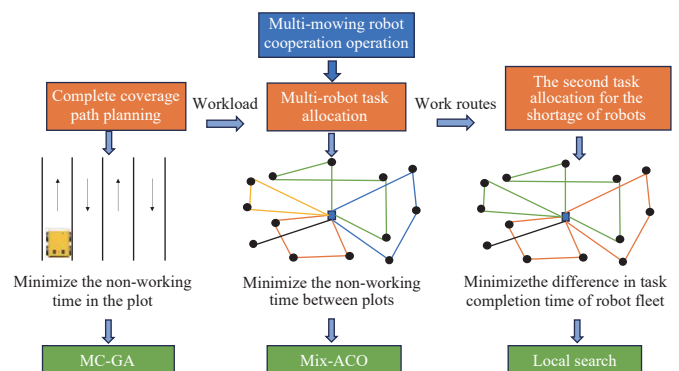 Multi-mowing robot
cooperation operation
Complete coverage
path planning
Workload
Multi-robot task
allocation
Work routes
The second task
allocation for the
shortage of robots
Minimize the non-working
time in the plot
Minimize the non-working
time between plots
Minimizethe difference in task
completion time of robot fleet
MC-GA
Mix-ACO
Local search